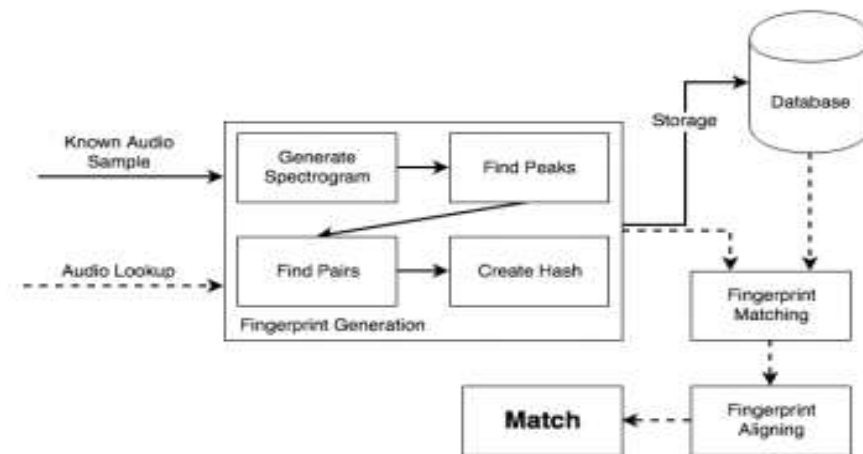 Database
Storage
Known Audio
Sample
Generate
Spectrogram
Find Peaks
Audio Lookup
Find Pairs
Create Hash
Fingerprint Generation
Fingerprint
Matching
Match
Fingerprint
Aligning